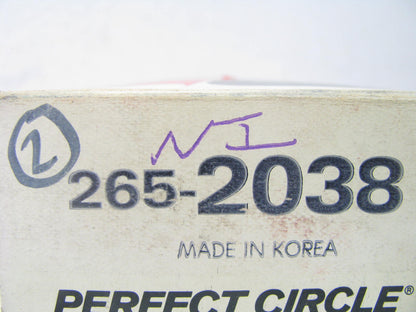 NI
2
265-2038
MADE IN KOREA
PERFECT CIRCLE®